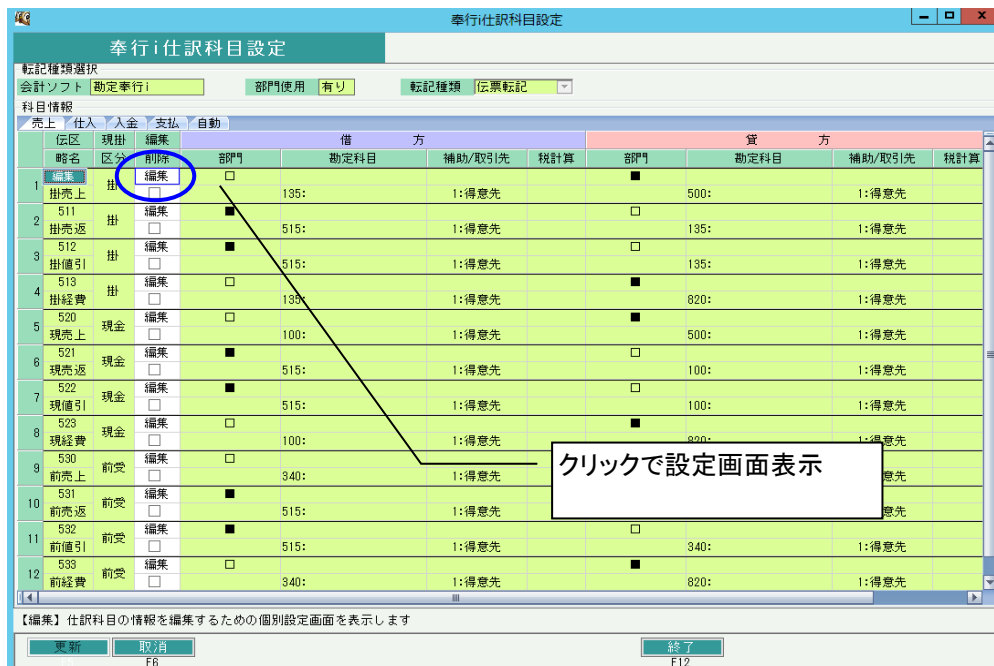 奉行i仕訳科目設定
奉行i仕訳科目設定
転記種類選択
会計ソフト 勘定奉行i 部門使用 有り 転記種類 伝票転記
科目情報
売上 仕入 入金 支払 自動
伝区 現掛 編集 借 方 貸 方
略名 区分 削除 部門 勘定科目 補助/取引先 税計算 部門 勘定科目 補助/取引先 税計算
1 編集 掛 編集 □ ■
掛売上 135: 1:得意先 500: 1:得意先
2 511 掛 編集 ■ □
掛売返 515: 1:得意先 135: 1:得意先
3 512 掛 編集 ■ □
掛値引 515: 1:得意先 135: 1:得意先
4 513 掛 編集 □ ■
掛経費 135: 1:得意先 820: 1:得意先
5 520 現金 編集 □ ■
現売上 100: 1:得意先 500: 1:得意先
6 521 現金 編集 ■ □
現売返 515: 1:得意先 100: 1:得意先
7 522 現金 編集 ■ □
現値引 515: 1:得意先 100: 1:得意先
8 523 現金 編集 □ ■
現経費 100: 1:得意先 820: 1:得意先
9 530 前受 編集 □
前売上 340: 1:得意先
クリックで設定画面表示
10 531 前受 編集 ■
前売返 515: 1:得意先 意先
11 532 前受 編集 ■ □
前値引 515: 1:得意先 340: 1:得意先
12 533 前受 編集 □ ■
前経費 340: 1:得意先 820: 1:得意先
【編集】仕訳科目の情報を編集するための個別設定画面を表示します
更新 取消 終了
F6 F12